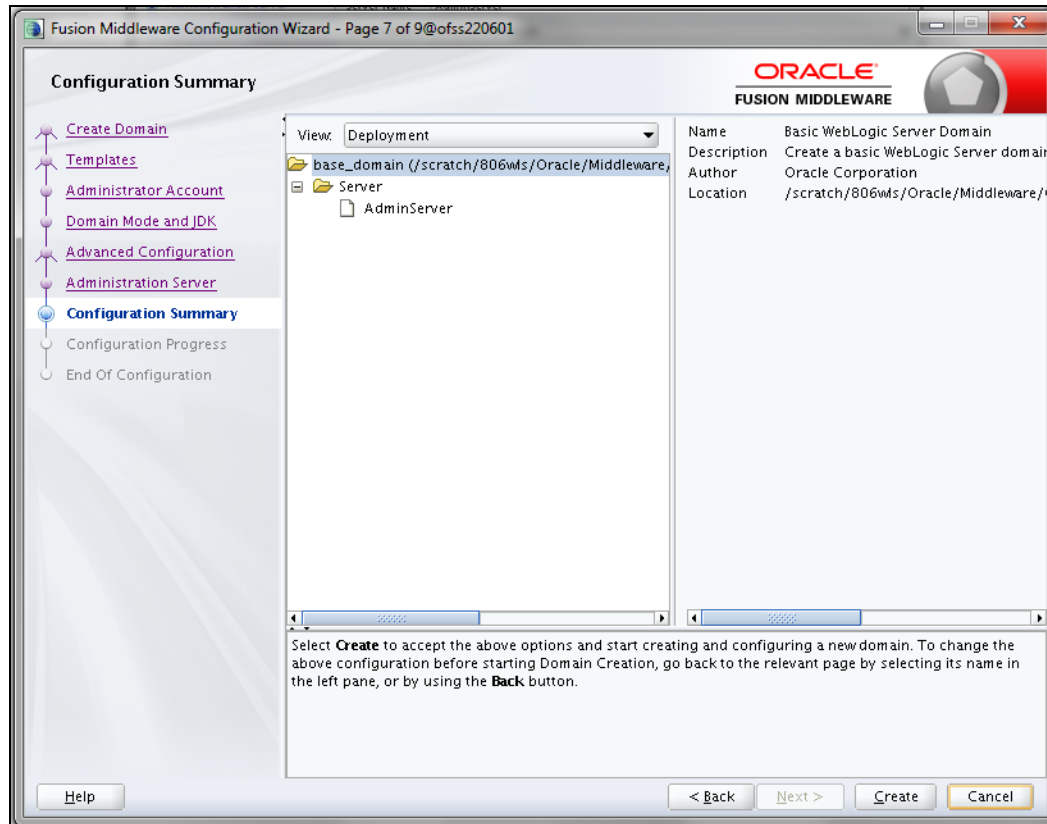 Fusion Middleware Configuration Wizard - Page 7 of 9@ofss220601
Configuration Summary
ORACLE
FUSION MIDDLEWARE
Create Domain
Templates
Administrator Account
Domain Mode and JDK
Advanced Configuration
Administration Server
Configuration Summary
Configuration Progress
End Of Configuration
View: Deployment
base_domain (/scratch/806wls/Oracle/Middleware/
Server
AdminServer
Name Basic WebLogic Server Domain
Description Create a basic WebLogic Server domain
Author Oracle Corporation
Location /scratch/806wls/Oracle/Middleware/
Select Create to accept the above options and start creating and configuring a new domain. To change the
above configuration before starting Domain Creation, go back to the relevant page by selecting its name in
the left pane, or by using the Back button.
Help
< Back
Next >
Create
Cancel